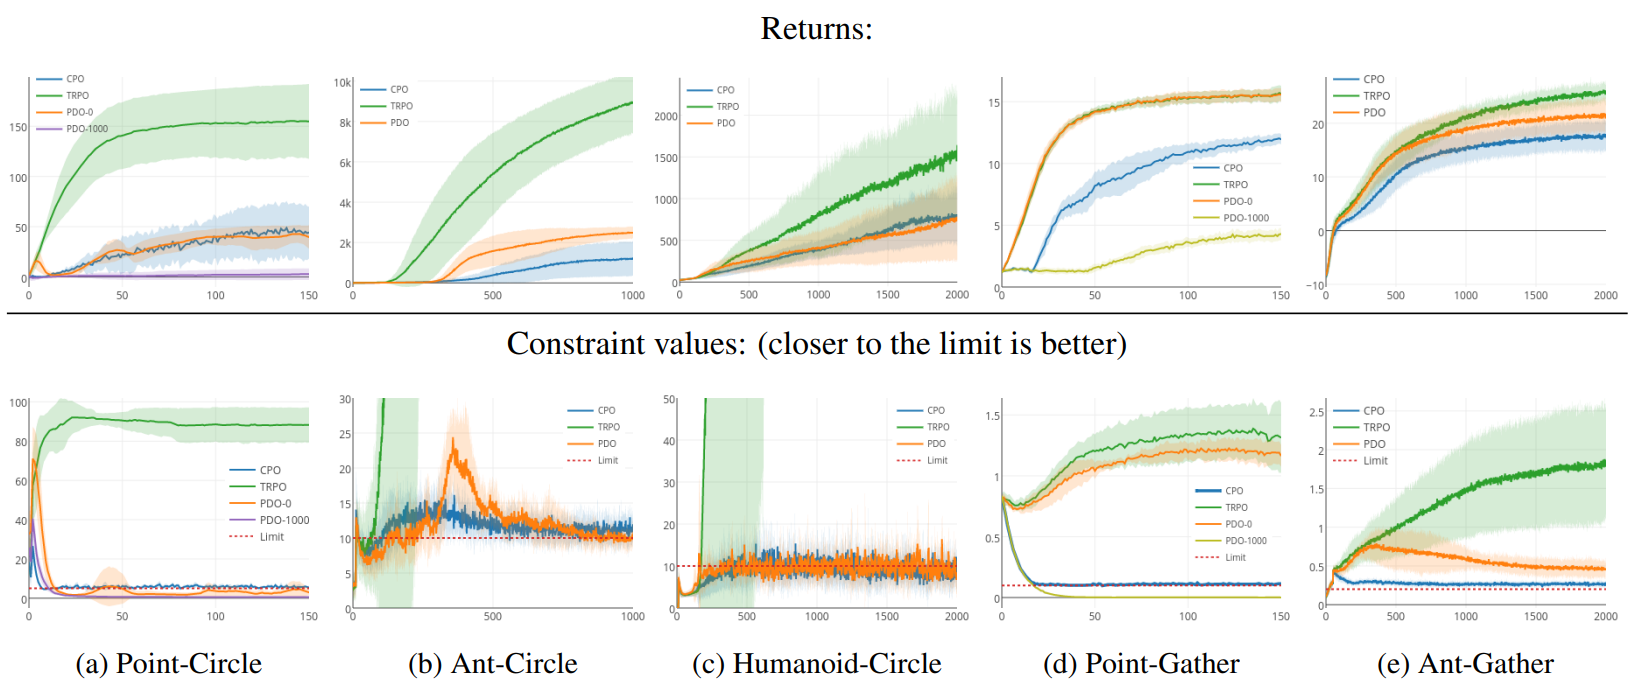 Returns:
CPO
TRPO
PDO-0
PDO-1000
150
100
50
0
0 50 100 150
10k
8k
6k
4k
2k
0
CPO
TRPO
PDO
0 500 1000
2000
1500
1000
500
0
CPO
TRPO
PDO
0 500 1000 1500 2000
15
10
5
0
CPO
TRPO
PDO-0
PDO-1000
0 50 100 150
CPO
TRPO
PDO
20
10
0
−10
0 500 1000 1500 2000
Constraint values: (closer to the limit is better)
100
80
60
40
20
0
CPO
TRPO
PDO-0
PDO-1000
Limit
0 50 100 150
30
25
20
15
10
5
0
CPO
TRPO
PDO
Limit
0 500 1000
50
40
30
20
10
0
CPO
TRPO
PDO
Limit
0 500 1000 1500 2000
1.5
1
0.5
0
CPO
TRPO
PDO-0
PDO-1000
Limit
0 50 100 150
2.5
2
1.5
1
0.5
0
CPO
TRPO
PDO
Limit
0 500 1000 1500 2000
(a) Point-Circle
(b) Ant-Circle
(c) Humanoid-Circle
(d) Point-Gather
(e) Ant-Gather